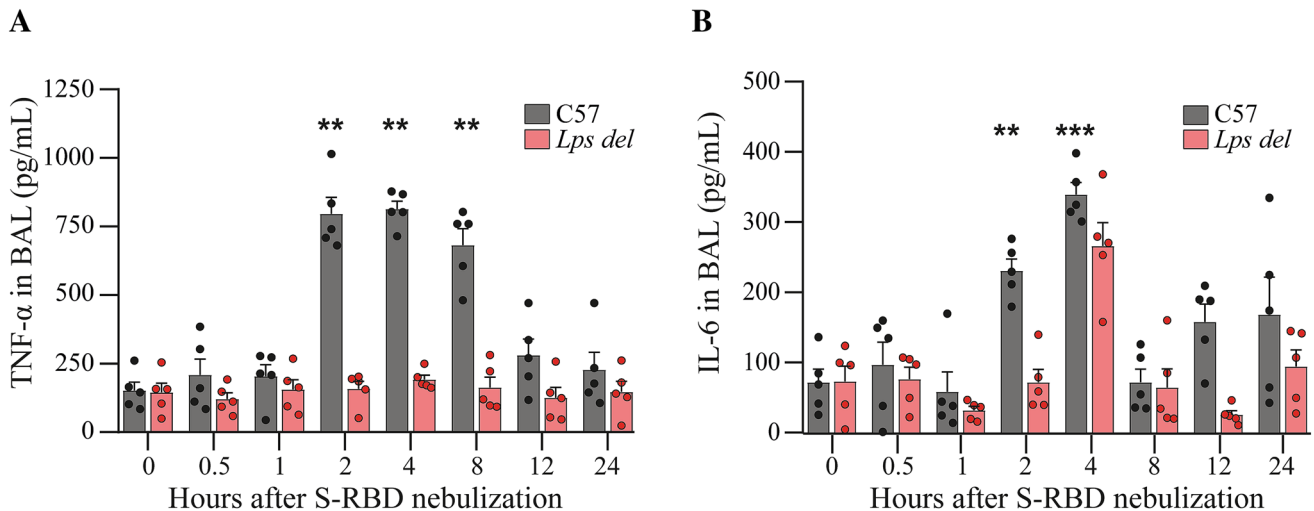 A
TNF-α in BAL (pg/mL)
1250
1000
750
500
250
0
** ** **
C57
Lps del
0 0.5 1 2 4 8 12 24
Hours after S-RBD nebulization
B
IL-6 in BAL (pg/mL)
500
400
300
200
100
0
** ***
C57
Lps del
0 0.5 1 2 4 8 12 24
Hours after S-RBD nebulization